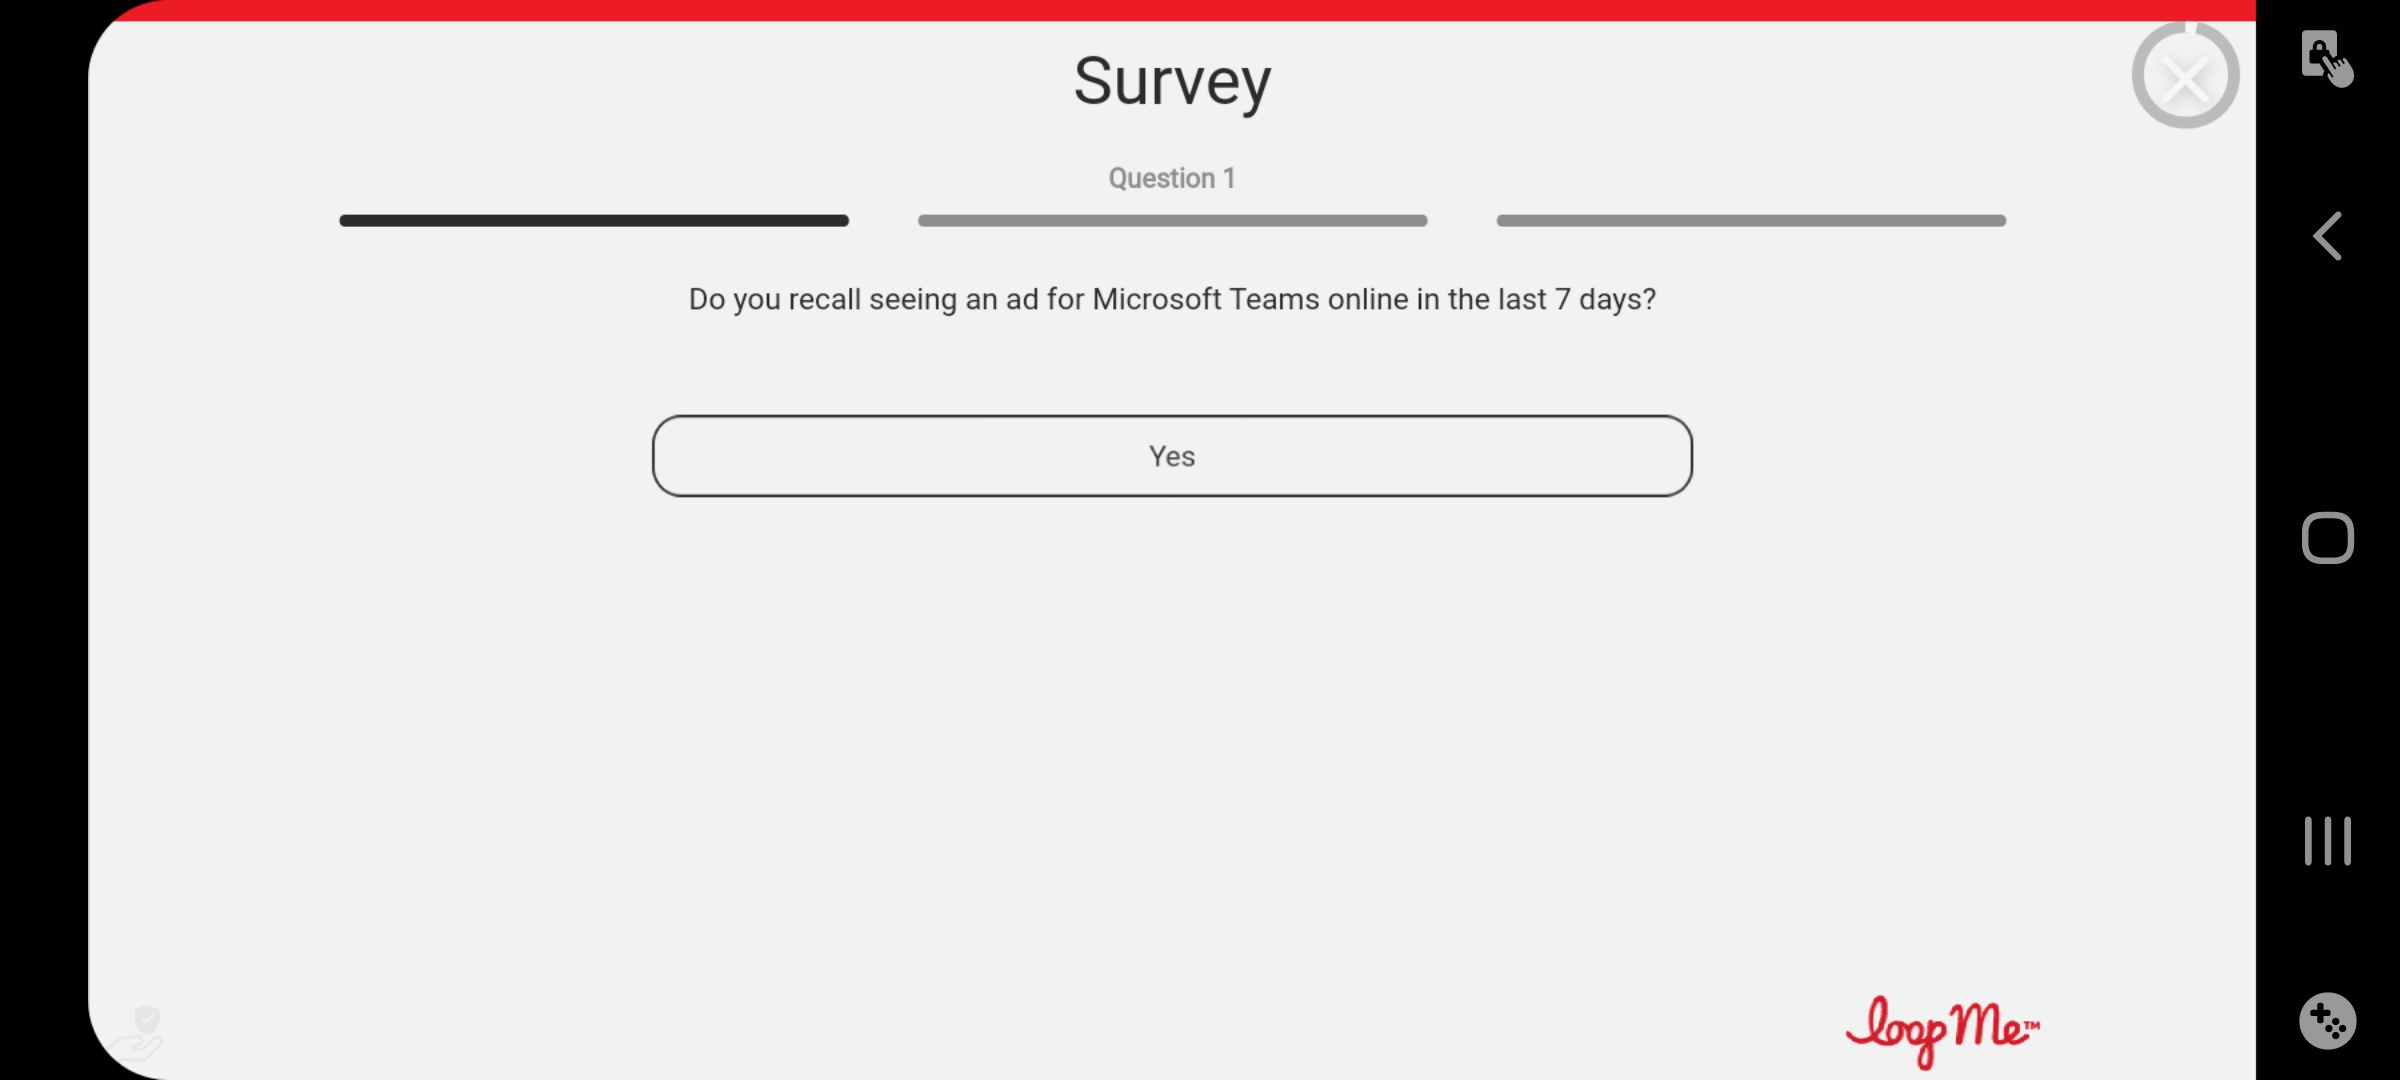 Survey
Question 1
Do you recall seeing an ad for Microsoft Teams online in the last 7 days?
Yes
loopMe™